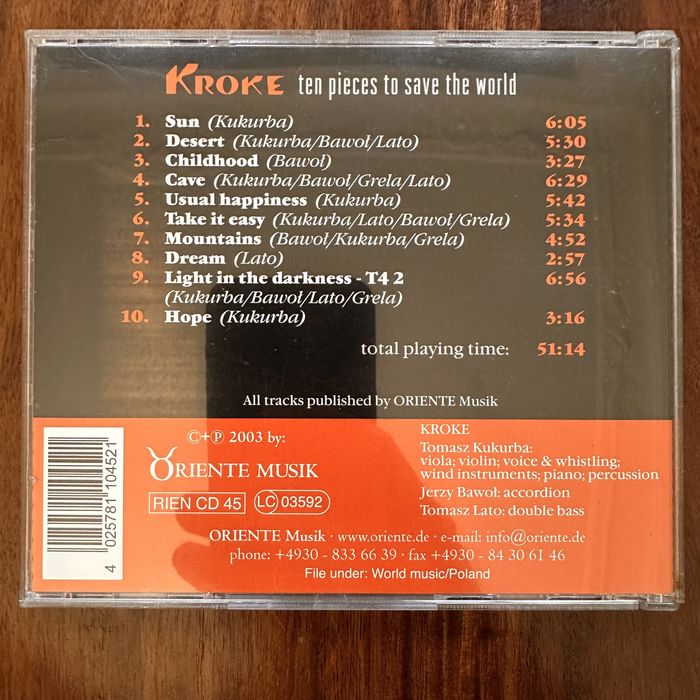 KROKE ten pieces to save the world
1. Sun (Kukurba) 6:05
2. Desert (Kukurba/Bawoł/Lato) 5:30
3. Childhood (Bawoł) 3:27
4. Cave (Kukurba/Bawoł/Grela/Lato) 6:29
5. Usual happiness (Kukurba) 5:42
6. Take it easy (Kukurba/Lato/Bawoł/Grela) 5:34
7. Mountains (Bawoł/Kukurba/Grela) 4:52
8. Dream (Lato) 2:57
9. Light in the darkness - T4 2 6:56
(Kukurba/Bawoł/Lato/Grela)
10. Hope (Kukurba) 3:16
total playing time: 51:14
All tracks published by ORIENTE Musik
©+℗ 2003 by:
ORIENTE MUSIK
RIEN CD 45 LC 03592
KROKE
Tomasz Kukurba:
viola; violin; voice & whistling;
wind instruments; piano; percussion
Jerzy Bawoł: accordion
Tomasz Lato: double bass
ORIENTE Musik · www.oriente.de · e-mail: info@oriente.de
phone: +4930 - 833 66 39 · fax +4930 - 84 30 61 46
File under: World music/Poland
4 025781 104521